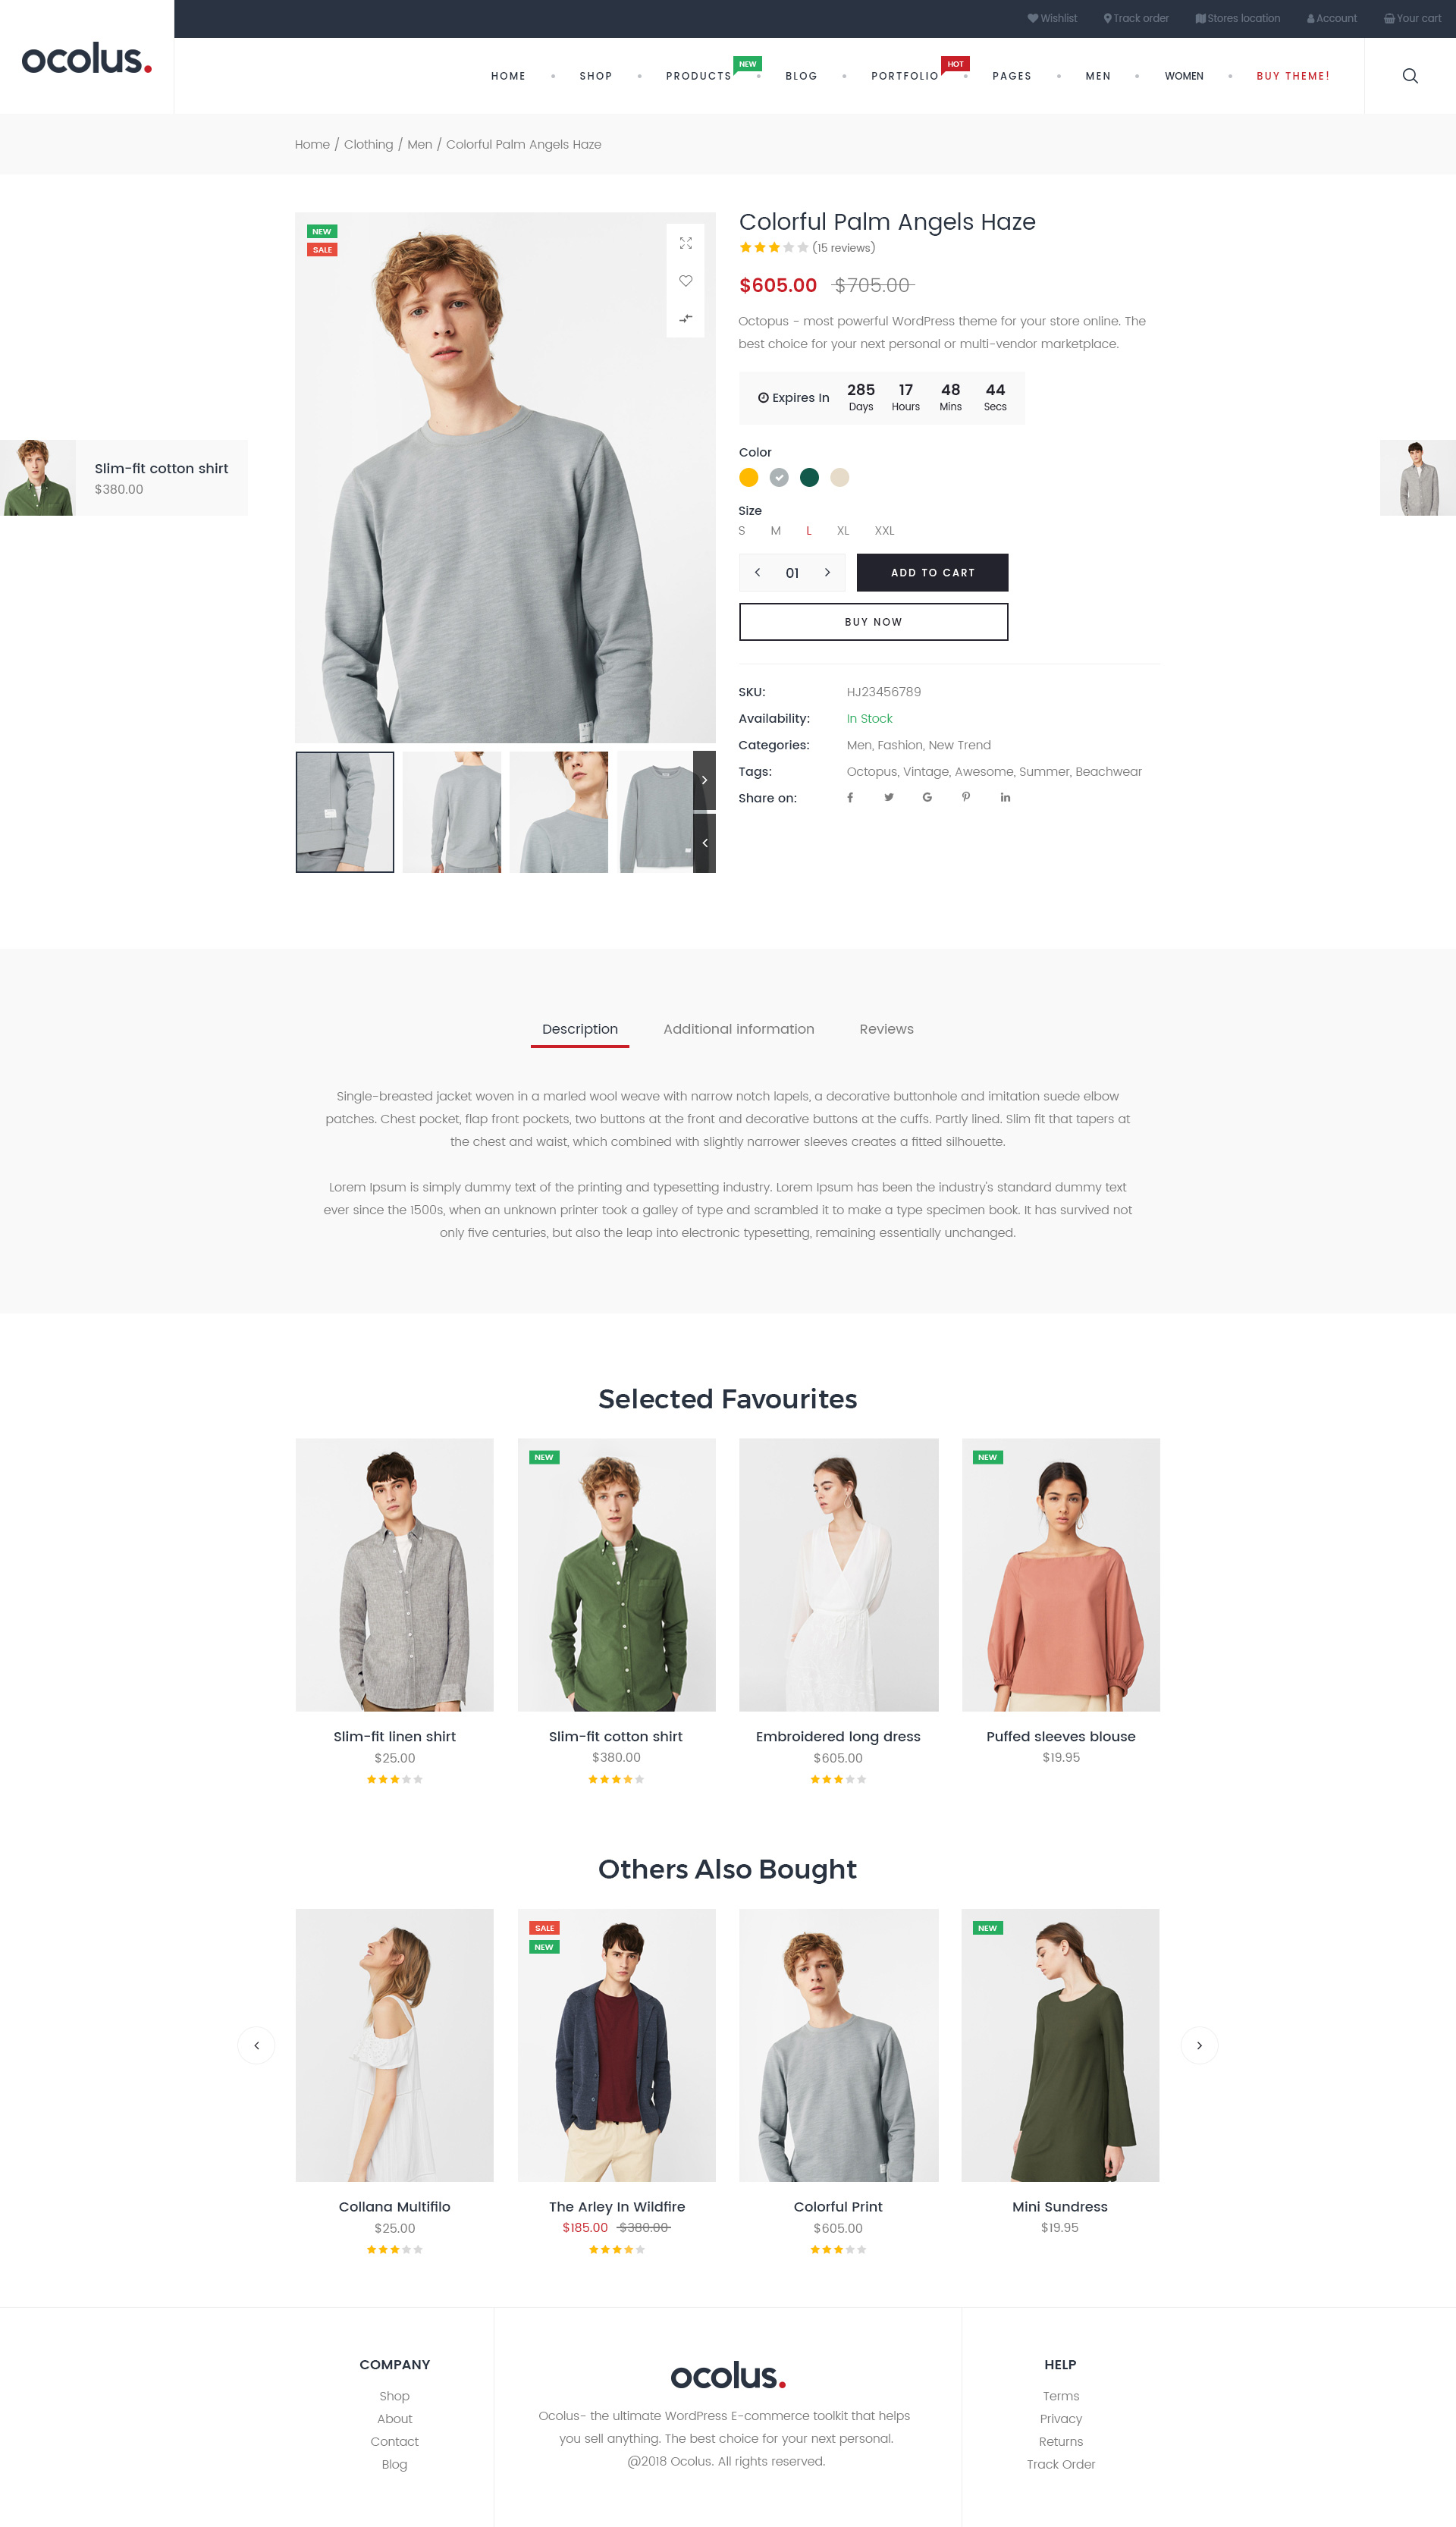 Wishlist Track order Stores location Account Your cart
ocolus.
NEW HOT
HOME SHOP PRODUCTS BLOG PORTFOLIO PAGES MEN WOMEN BUY THEME!
Home / Clothing / Men / Colorful Palm Angels Haze
NEW
SALE
Colorful Palm Angels Haze
(15 reviews)
$605.00 $705.00
Octopus - most powerful WordPress theme for your store online. The
best choice for your next personal or multi-vendor marketplace.
Expires In
285 17 48 44
Days Hours Mins Secs
Color
Slim-fit cotton shirt
$380.00
Size
S M L XL XXL
01
ADD TO CART
BUY NOW
SKU: HJ23456789
Availability: In Stock
Categories: Men, Fashion, New Trend
Tags: Octopus, Vintage, Awesome, Summer, Beachwear
Share on:
Description Additional information Reviews
Single-breasted jacket woven in a marled wool weave with narrow notch lapels, a decorative buttonhole and imitation suede elbow
patches. Chest pocket, flap front pockets, two buttons at the front and decorative buttons at the cuffs. Partly lined. Slim fit that tapers at
the chest and waist, which combined with slightly narrower sleeves creates a fitted silhouette.
Lorem Ipsum is simply dummy text of the printing and typesetting industry. Lorem Ipsum has been the industry's standard dummy text
ever since the 1500s, when an unknown printer took a galley of type and scrambled it to make a type specimen book. It has survived not
only five centuries, but also the leap into electronic typesetting, remaining essentially unchanged.
Selected Favourites
NEW NEW
Slim-fit linen shirt Slim-fit cotton shirt Embroidered long dress Puffed sleeves blouse
$25.00 $380.00 $605.00 $19.95
Others Also Bought
SALE NEW
NEW
Collana Multifilo The Arley In Wildfire Colorful Print Mini Sundress
$25.00 $185.00 $380.00 $605.00 $19.95
COMPANY
Shop
About
Contact
Blog
ocolus.
Ocolus- the ultimate WordPress E-commerce toolkit that helps
you sell anything. The best choice for your next personal.
@2018 Ocolus. All rights reserved.
HELP
Terms
Privacy
Returns
Track Order